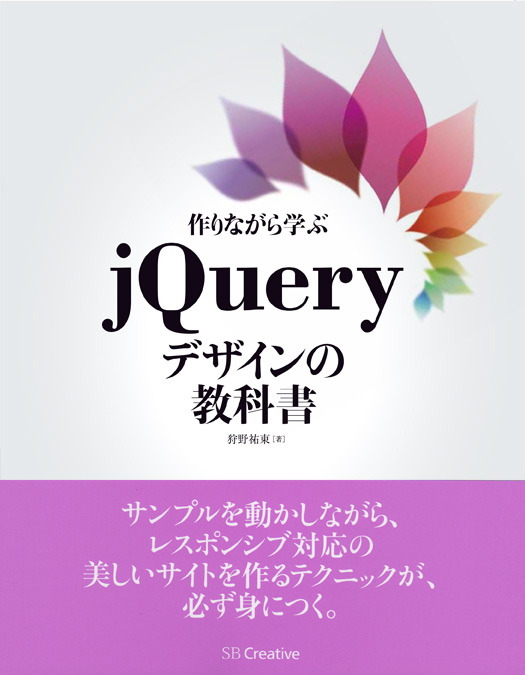 作りながら学ぶ
jQuery
デザインの
教科書
狩野祐東［著］
サンプルを動かしながら、
レスポンシブ対応の
美しいサイトを作るテクニックが、
必ず身につく。
SB Creative